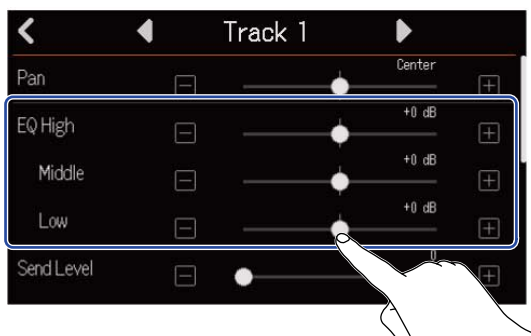 Track 1
Pan
Center
EQ High
+0 dB
Middle
+0 dB
Low
+0 dB
Send Level
0